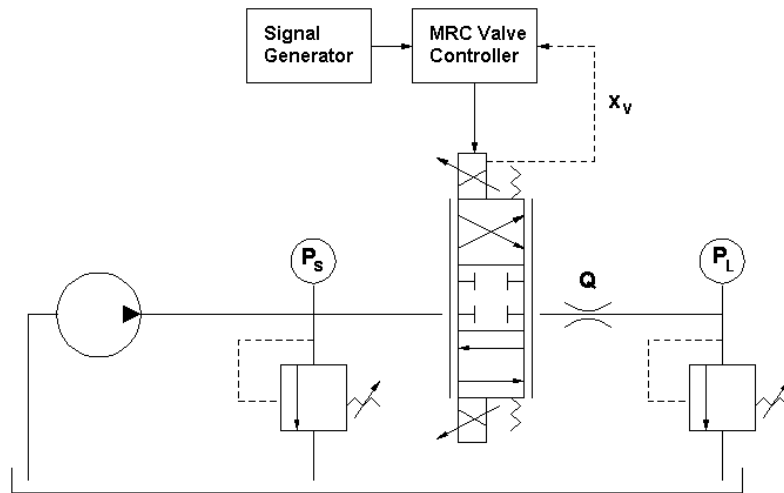 Signal
Generator
MRC Valve
Controller
X_V
P_S
Q
P_L